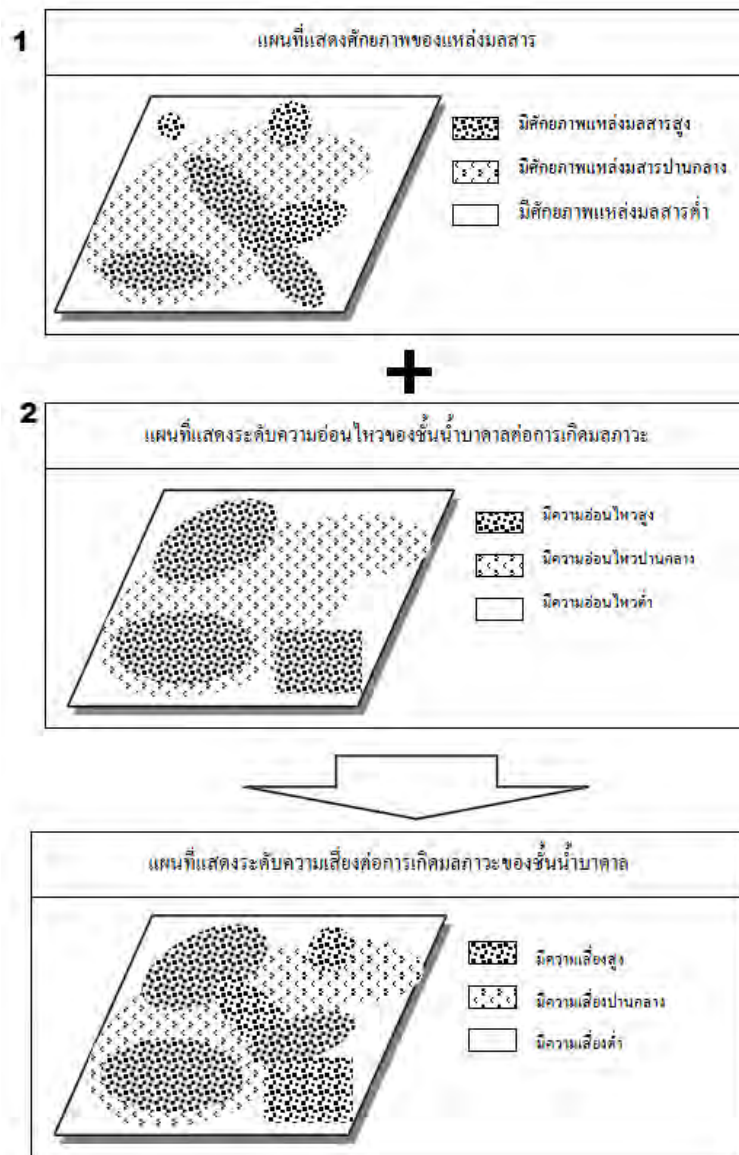 1
แผนที่แสดงศักยภาพของแหล่งมลสาร
มีศักยภาพแหล่งมลสารสูง
มีศักยภาพแหล่งมสารปานกลาง
มีศักยภาพแหล่งมลสารต่ำ
+
2
แผนที่แสดงระดับความอ่อนไหวของชั้นน้ำบาดาลต่อการเกิดมลภาวะ
มีความอ่อนไหวสูง
มีความอ่อนไหวปานกลาง
มีความอ่อนไหวต่ำ
แผนที่แสดงระดับความเสี่ยงต่อการเกิดมลภาวะของชั้นน้ำบาดาล
มีความเสี่ยงสูง
มีความเสี่ยงปานกลาง
มีความเสี่ยงต่ำ